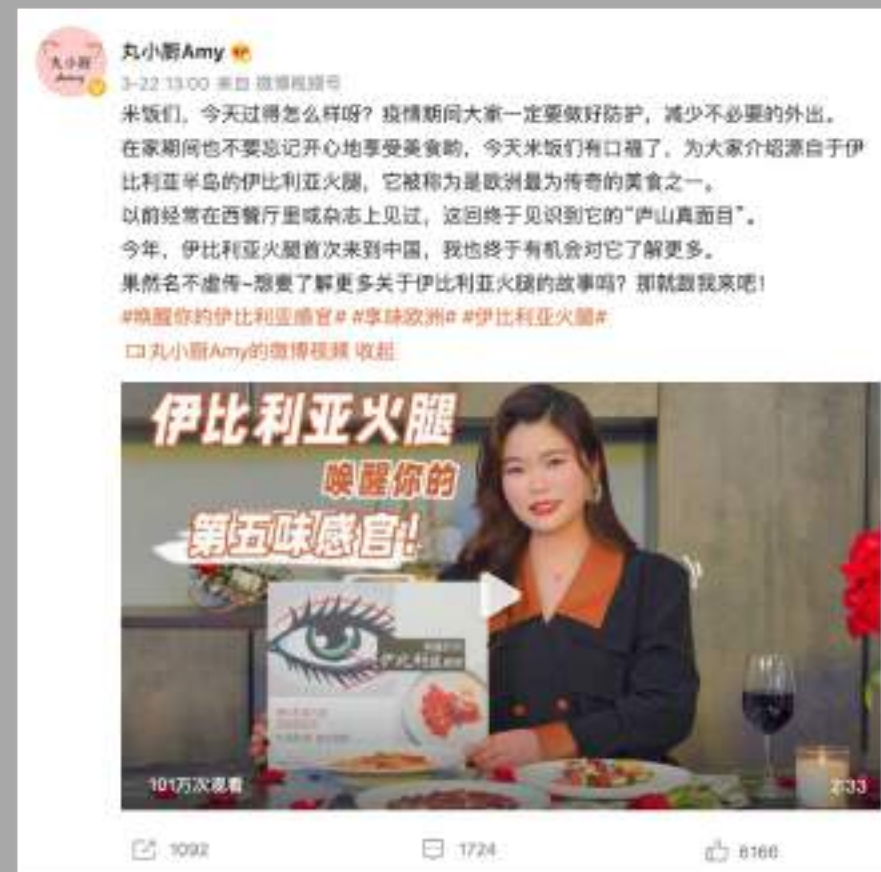 丸小厨Amy
丸小厨
3-22 13:00 来自 微博视频号
米饭们，今天过得怎么样呀？疫情期间大家一定要做好防护，减少不必要的外出。
在家期间也不要忘记开心地享受美食哟，今天米饭们有口福了，为大家介绍源自于伊
比利亚半岛的伊比利亚火腿，它被称为是欧洲最为传奇的美食之一。
以前经常在西餐厅里或杂志上见过，这回终于见识到它的“庐山真面目”。
今年，伊比利亚火腿首次来到中国，我也终于有机会对它了解更多。
果然名不虚传~想要了解更多关于伊比利亚火腿的故事吗？那就跟我来吧！
#唤醒你的伊比利亚感官# #享味欧洲# #伊比利亚火腿#
丸小厨Amy的微博视频 收起
伊比利亚火腿
唤醒你的
第五味感官！
伊比利亚
101万次观看
1092
1724
6166